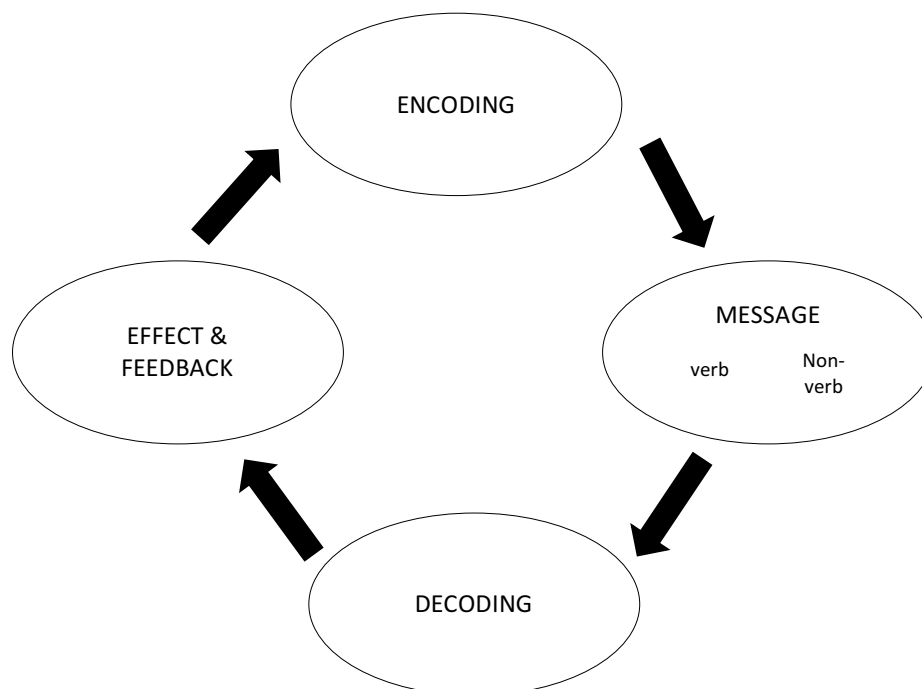 ENCODING
MESSAGE
verb
Non-
verb
EFFECT &
FEEDBACK
DECODING